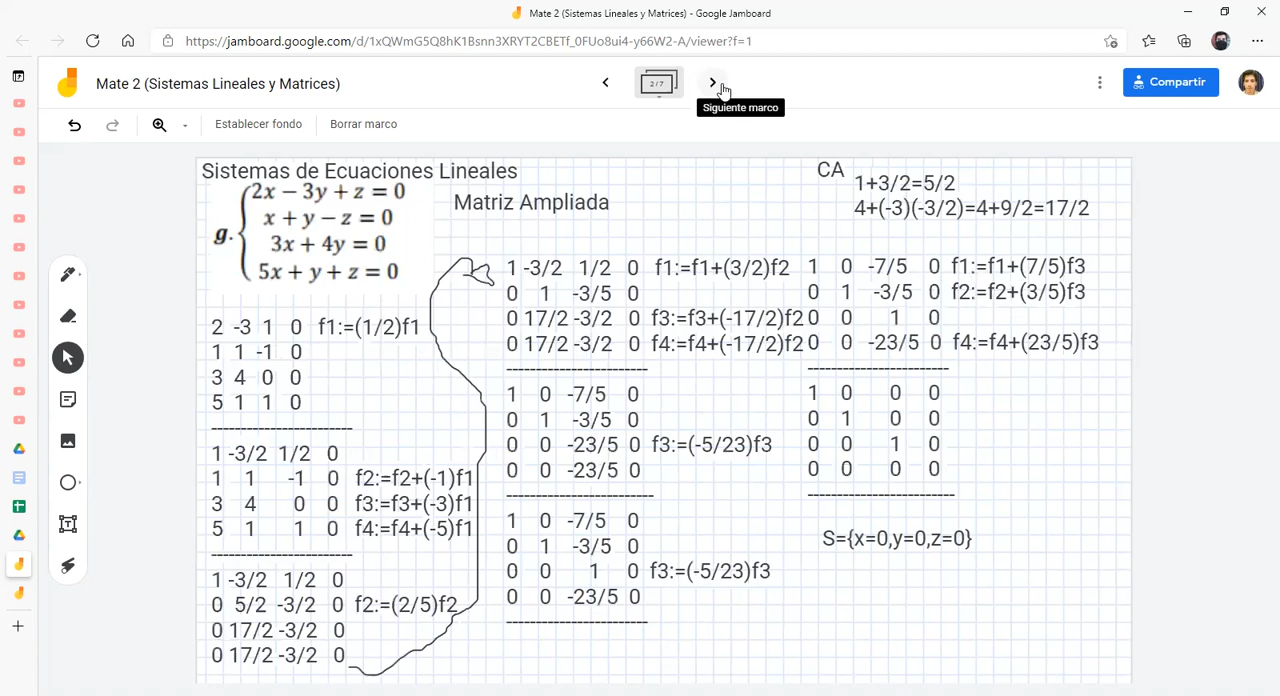 Mate 2 (Sistemas Lineales y Matrices) - Google Jamboard
https://jamboard.google.com/d/1xQWmG5Q8hK1Bsnn3XRYT2CBETf_0FUo8ui4-y66W2-A/viewer?f=1
Mate 2 (Sistemas Lineales y Matrices)
2/7
Compartir
Siguiente marco
Establecer fondo
Borrar marco
Sistemas de Ecuaciones Lineales
g.
2x − 3y + z = 0
x + y − z = 0
3x + 4y = 0
5x + y + z = 0
2 -3 1 0 f1:=(1/2)f1
1 1 -1 0
3 4 0 0
5 1 1 0
----------------------
1 -3/2 1/2 0
1 1 -1 0 f2:=f2+(-1)f1
3 4 0 0 f3:=f3+(-3)f1
5 1 1 0 f4:=f4+(-5)f1
----------------------
1 -3/2 1/2 0
0 5/2 -3/2 0 f2:=(2/5)f2
0 17/2 -3/2 0
0 17/2 -3/2 0
Matriz Ampliada
1 -3/2 1/2 0 f1:=f1+(3/2)f2
0 1 -3/5 0
0 17/2 -3/2 0 f3:=f3+(-17/2)f2
0 17/2 -3/2 0 f4:=f4+(-17/2)f2
----------------------
1 0 -7/5 0
0 1 -3/5 0
0 0 -23/5 0 f3:=(-5/23)f3
0 0 -23/5 0
-----------------------
1 0 -7/5 0
0 1 -3/5 0
0 0 1 0 f3:=(-5/23)f3
0 0 -23/5 0
----------------------
CA
1+3/2=5/2
4+(-3)(-3/2)=4+9/2=17/2
1 0 -7/5 0 f1:=f1+(7/5)f3
0 1 -3/5 0 f2:=f2+(3/5)f3
0 0 1 0
0 0 -23/5 0 f4:=f4+(23/5)f3
----------------------
1 0 0 0
0 1 0 0
0 0 1 0
0 0 0 0
-----------------------
S={x=0,y=0,z=0}